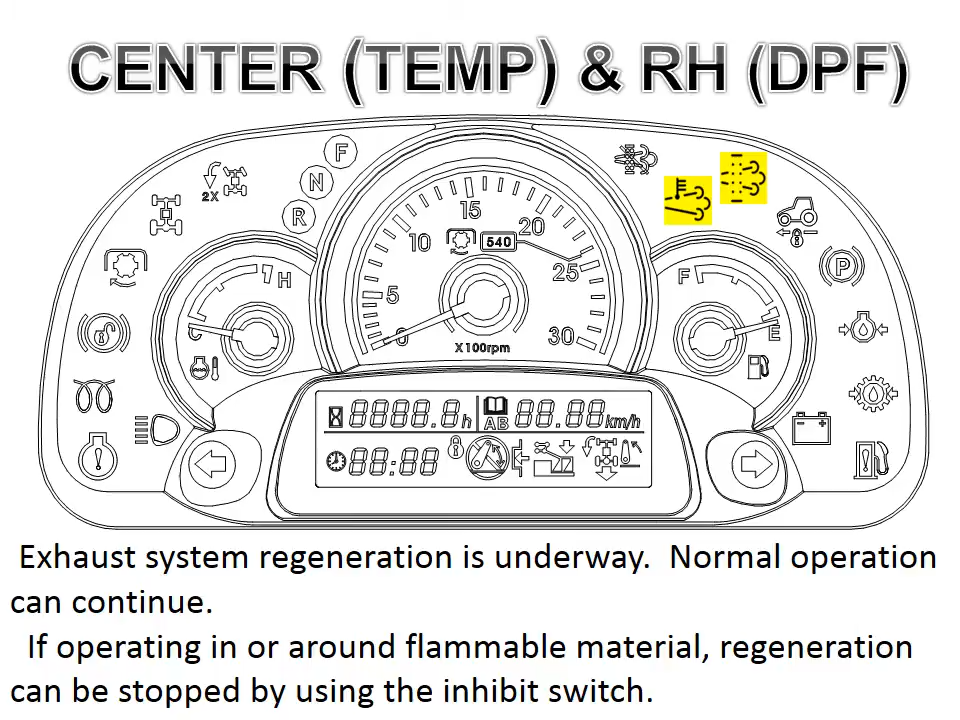 CENTER (TEMP) & RH (DPF)
F
N
R
2X
15
10
20
540
5
25
0
30
X100rpm
H
C
F
E
P
8888.8h
AB
88.88km/h
88:88
Exhaust system regeneration is underway.  Normal operation
can continue.
If operating in or around flammable material, regeneration
can be stopped by using the inhibit switch.